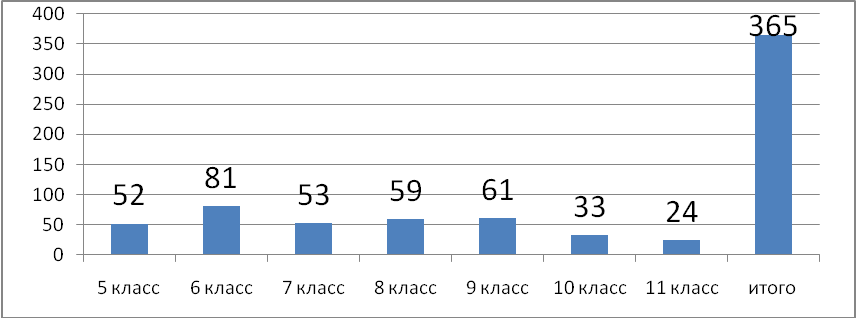 400
350
300
250
200
150
100
50
0
52
81
53
59
61
33
24
365
5 класс
6 класс
7 класс
8 класс
9 класс
10 класс
11 класс
итого